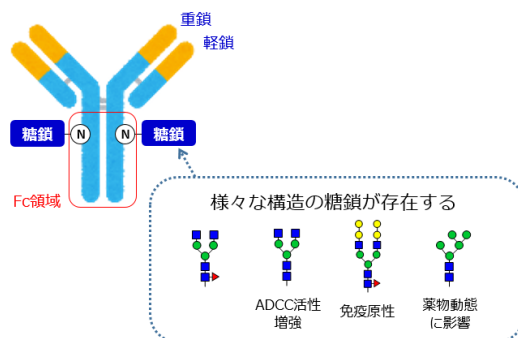 重鎖
軽鎖
糖鎖 N N 糖鎖
Fc領域
様々な構造の糖鎖が存在する
ADCC活性
増強
免疫原性
薬物動態
に影響